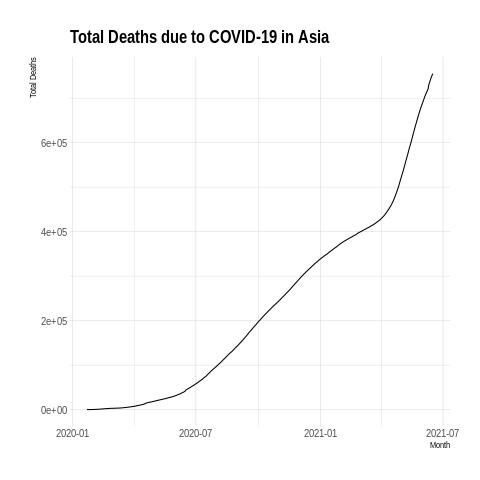 Total Deaths due to COVID-19 in Asia
Total Deaths
6e+05
4e+05
2e+05
0e+00
2020-01 2020-07 2021-01 2021-07
Month